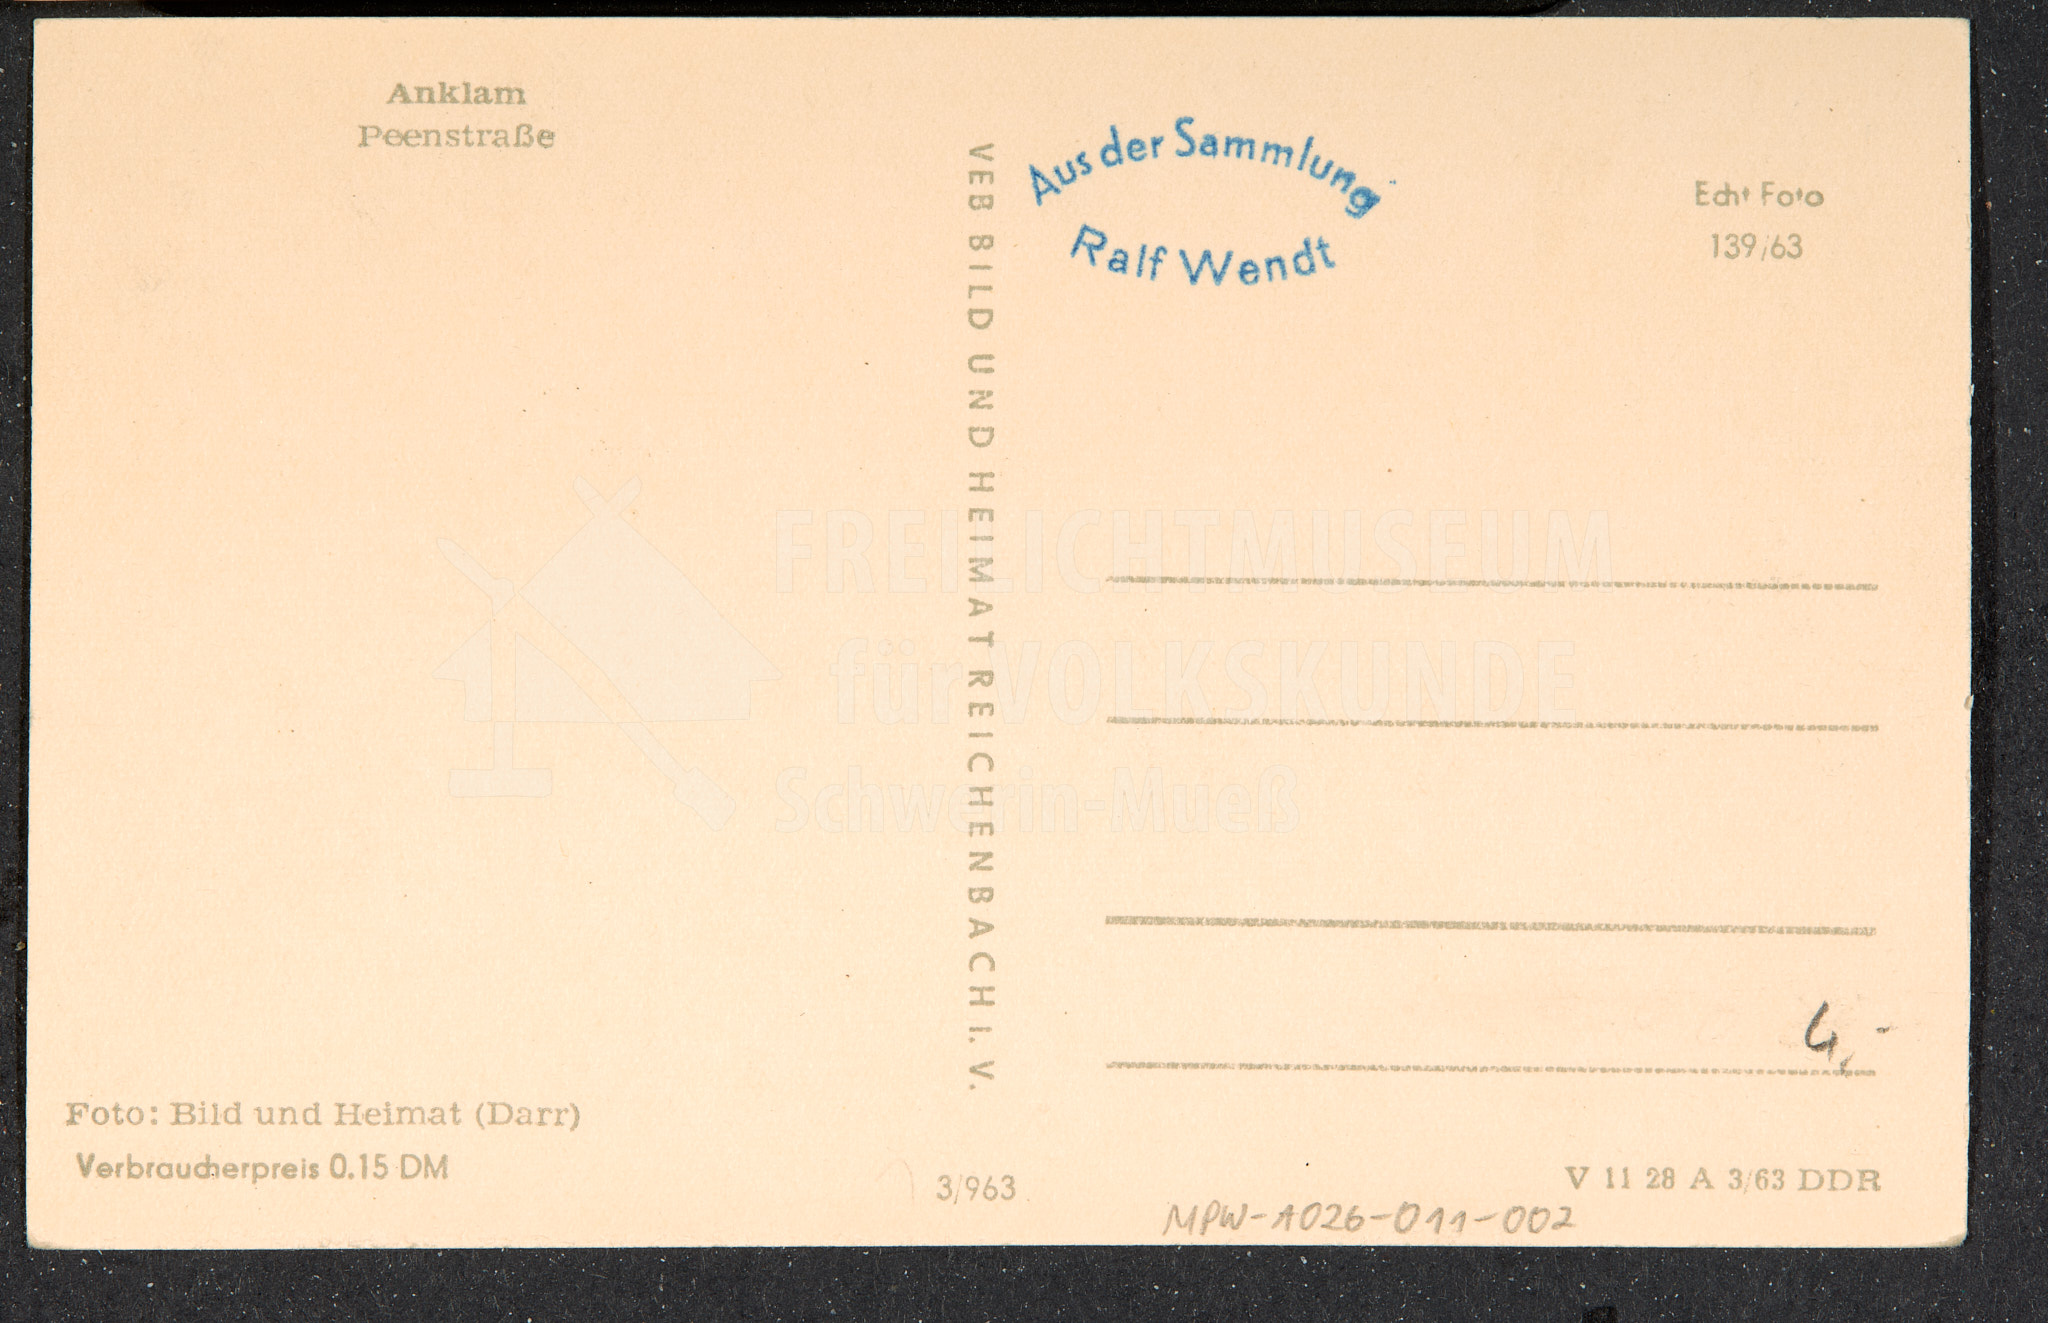 Anklam
Peenstraße
Foto: Bild und Heimat (Darr)
Verbraucherpreis 0.15 DM
VEB BILD UND HEIMAT REICHENBACH I. V.
3/963
Aus der Sammlung
Ralf Wendt
Echt Foto
139/63
4,-
V 11 28 A 3/63 DDR
MPW-A026-011-002
FREILICHTMUSEUM
für VOLKSKUNDE
Schwerin-Mueß